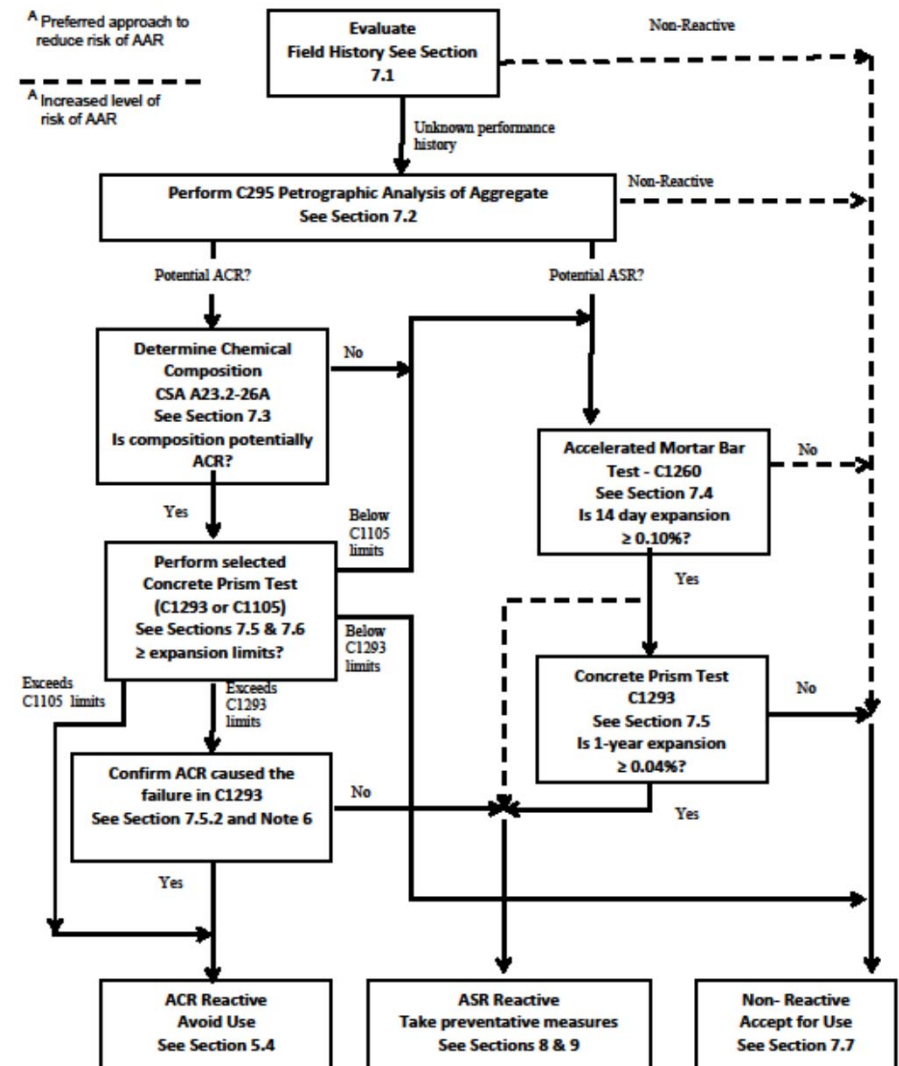 A Preferred approach to
reduce risk of AAR
A Increased level of
risk of AAR
Evaluate
Field History See Section
7.1
Non-Reactive
Unknown performance
history
Perform C295 Petrographic Analysis of Aggregate
See Section 7.2
Non-Reactive
Potential ACR?
Potential ASR?
Determine Chemical
Composition
CSA A23.2-26A
See Section 7.3
Is composition potentially
ACR?
No
Accelerated Mortar Bar
Test - C1260
See Section 7.4
Is 14 day expansion
≥ 0.10%?
No
Yes
Below
C1105
limits
Perform selected
Concrete Prism Test
(C1293 or C1105)
See Sections 7.5 & 7.6
≥ expansion limits?
Yes
Below
C1293
limits
Concrete Prism Test
C1293
See Section 7.5
Is 1-year expansion
≥ 0.04%?
No
Exceeds
C1105 limits
Exceeds
C1293
limits
Confirm ACR caused the
failure in C1293
See Section 7.5.2 and Note 6
No
Yes
Yes
ACR Reactive
Avoid Use
See Section 5.4
ASR Reactive
Take preventative measures
See Sections 8 & 9
Non- Reactive
Accept for Use
See Section 7.7